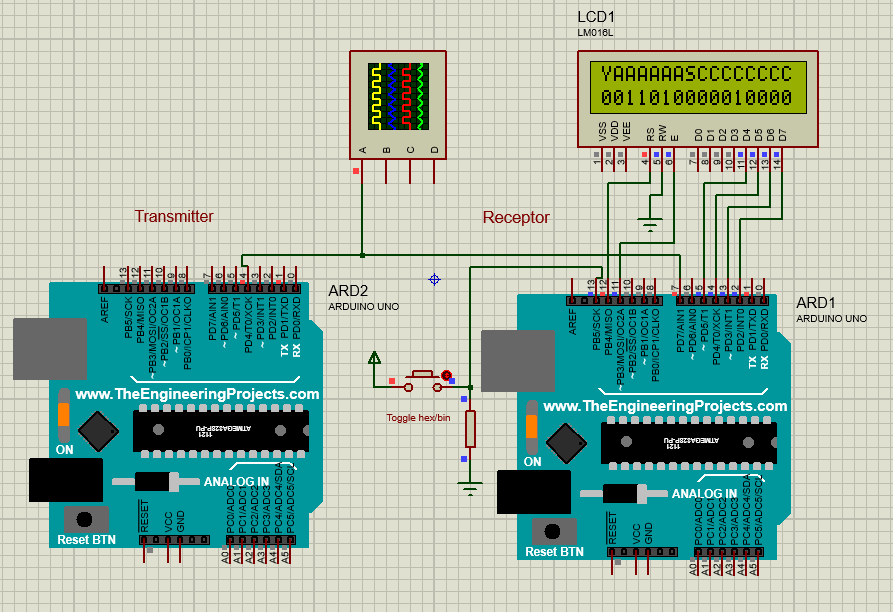 LCD1
LM016L
YAAAAAASCCCCCCCC
0011010000010000
VSS
VDD
VEE
RS
RW
E
D0
D1
D2
D3
D4
D5
D6
D7
1
2
3
4
5
6
7
8
9
10
11
12
13
14
A
B
C
D
Transmitter
Receptor
ARD2
ARDUINO UNO
13
12
11
10
9
8
7
6
5
4
3
2
1
0
AREF
PB5/SCK
PB4/MISO
~PB3/MOSI/OC2A
~PB2/SS/OC1B
~PB1/OC1A
PB0/ICP1/CLKO
PD7/AIN1
~PD6/AIN0
~PD5/T1
PD4/T0/XCK
~PD3/INT1
PD2/INT0
TX PD1/TXD
RX PD0/RXD
www.TheEngineeringProjects.com
1121
ATMEGA328P-PU
ON
ANALOG IN
Reset BTN
RESET
VCC
GND
PC0/ADC0
PC1/ADC1
PC2/ADC2
PC3/ADC3
PC4/ADC4/SDA
PC5/ADC5/SCL
A0
A1
A2
A3
A4
A5
Toggle hex/bin
ARD1
ARDUINO UNO
13
12
11
10
9
8
7
6
5
4
3
2
1
0
AREF
PB5/SCK
PB4/MISO
~PB3/MOSI/OC2A
~PB2/SS/OC1B
~PB1/OC1A
PB0/ICP1/CLKO
PD7/AIN1
~PD6/AIN0
~PD5/T1
PD4/T0/XCK
~PD3/INT1
PD2/INT0
TX PD1/TXD
RX PD0/RXD
www.TheEngineeringProjects.com
1121
ATMEGA328P-PU
ON
ANALOG IN
Reset BTN
RESET
VCC
GND
PC0/ADC0
PC1/ADC1
PC2/ADC2
PC3/ADC3
PC4/ADC4/SDA
PC5/ADC5/SCL
A0
A1
A2
A3
A4
A5